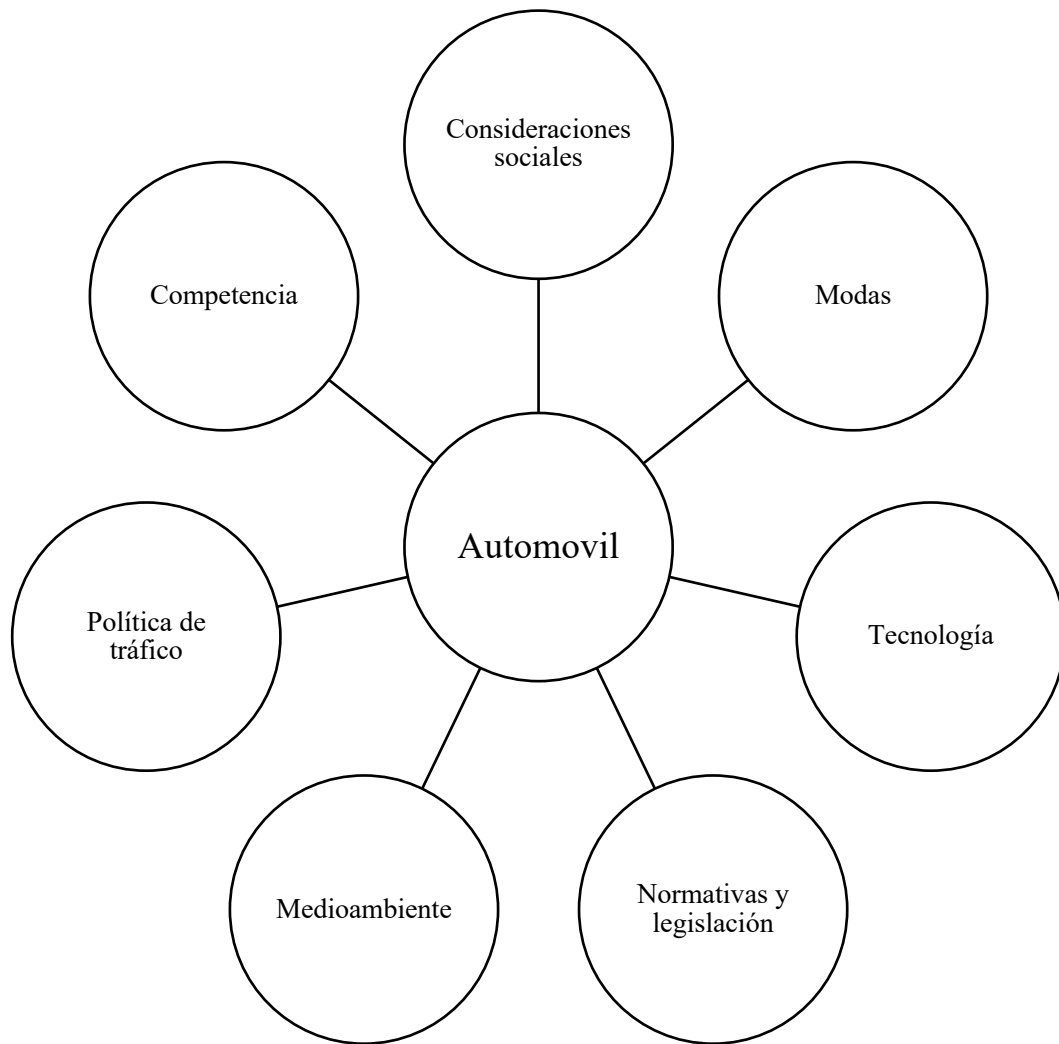 Consideraciones
sociales
Competencia
Modas
Automovil
Política de
tráfico
Tecnología
Medioambiente
Normativas y
legislación